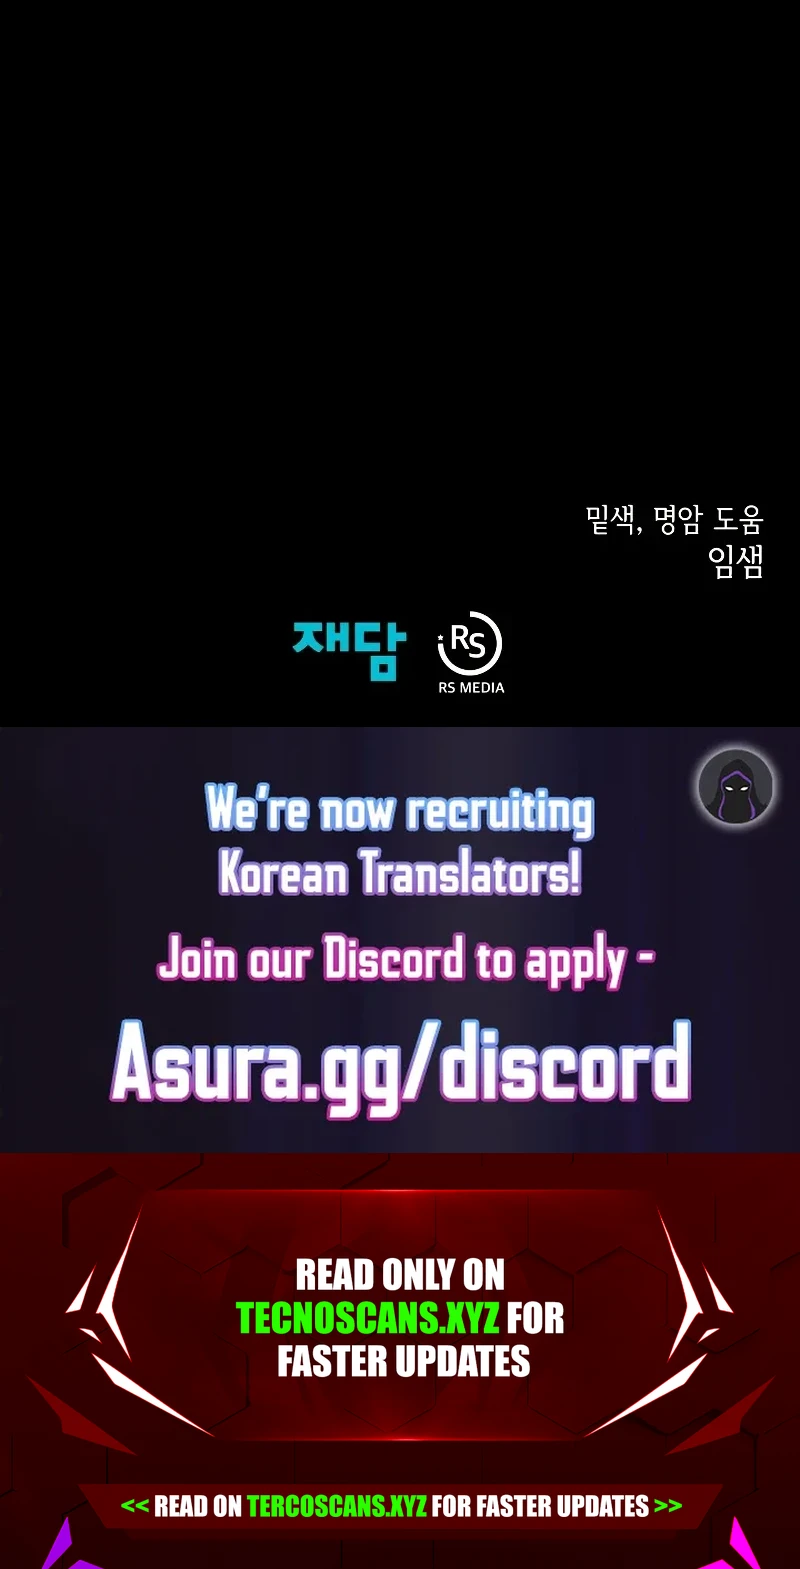 밑색, 명암 도움
임샘
재담
RS
RS MEDIA
We're now recruiting
Korean Translators!
Join our Discord to apply -
Asura.gg/discord
READ ONLY ON
TECNOSCANS.XYZ FOR
FASTER UPDATES
<< READ ON TERCOSCANS.XYZ FOR FASTER UPDATES >>